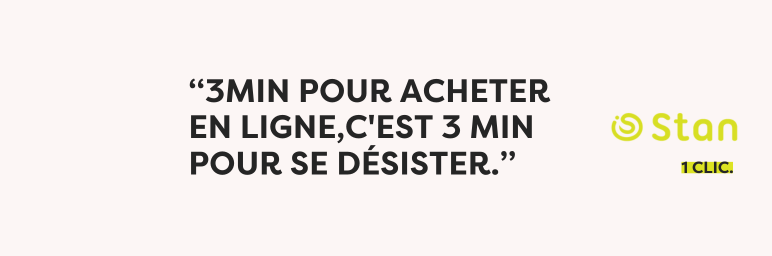 “3MIN POUR ACHETER
EN LIGNE,C'EST 3 MIN
POUR SE DÉSISTER.”
Stan
1 CLIC.